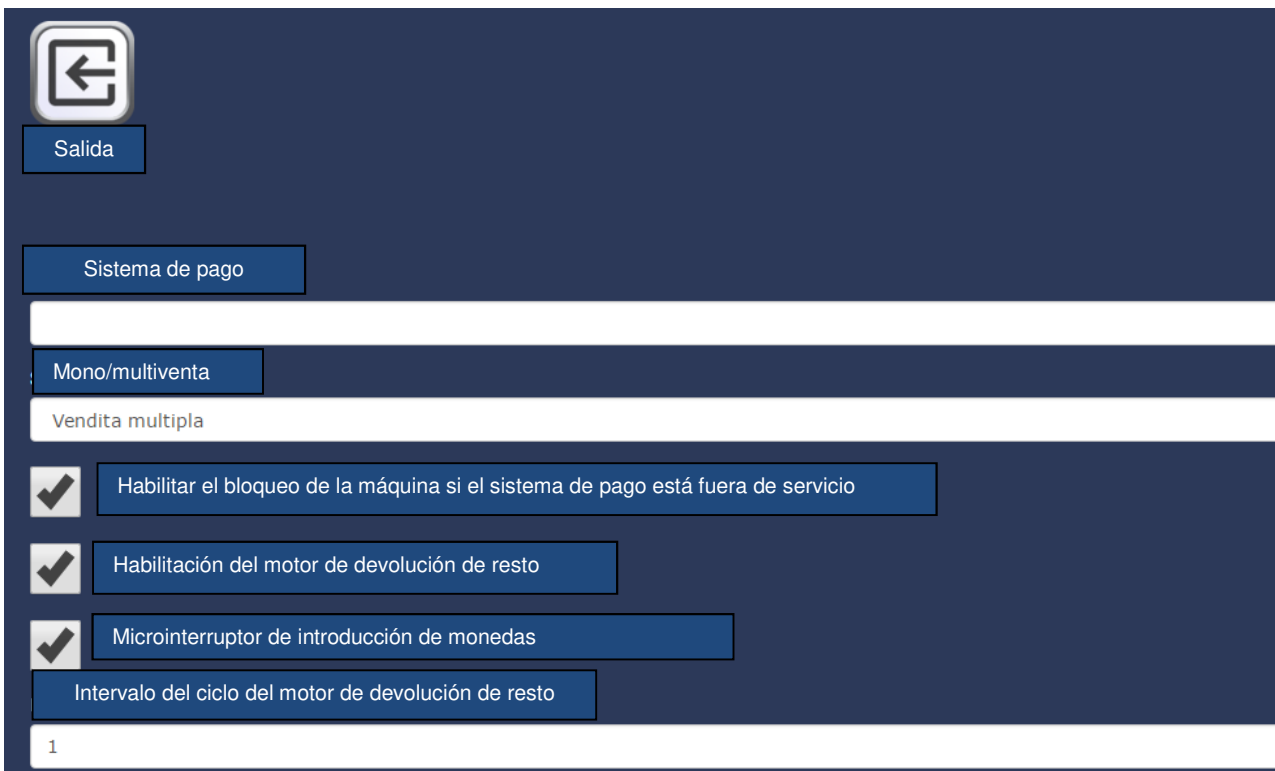 Salida
Sistema de pago
Mono/multiventa
Vendita multipla
Habilitar el bloqueo de la máquina si el sistema de pago está fuera de servicio
Habilitación del motor de devolución de resto
Microinterruptor de introducción de monedas
Intervalo del ciclo del motor de devolución de resto
1